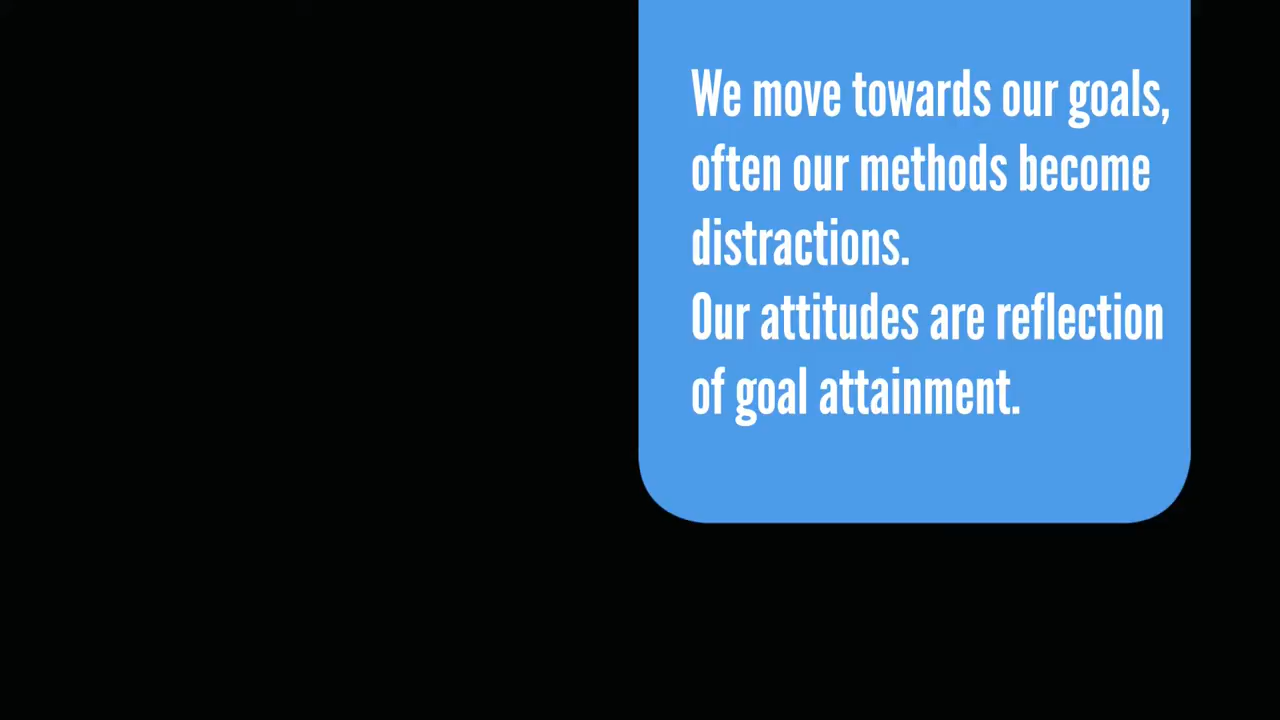 We move towards our goals,
often our methods become
distractions.
Our attitudes are reflection
of goal attainment.